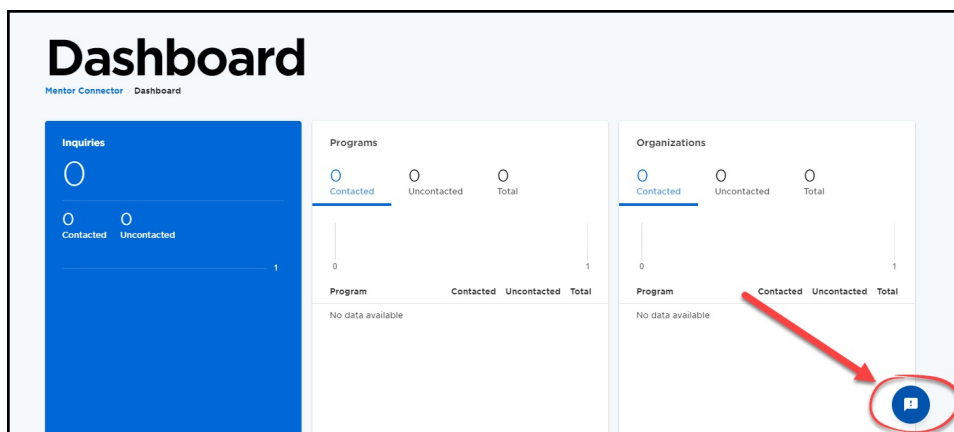 Dashboard
Mentor Connector > Dashboard
Inquiries
0
0 0
Contacted Uncontacted
1
Programs
0 0 0
Contacted Uncontacted Total
0 1
Program Contacted Uncontacted Total
No data available
Organizations
0 0 0
Contacted Uncontacted Total
0 1
Program Contacted Uncontacted Total
No data available